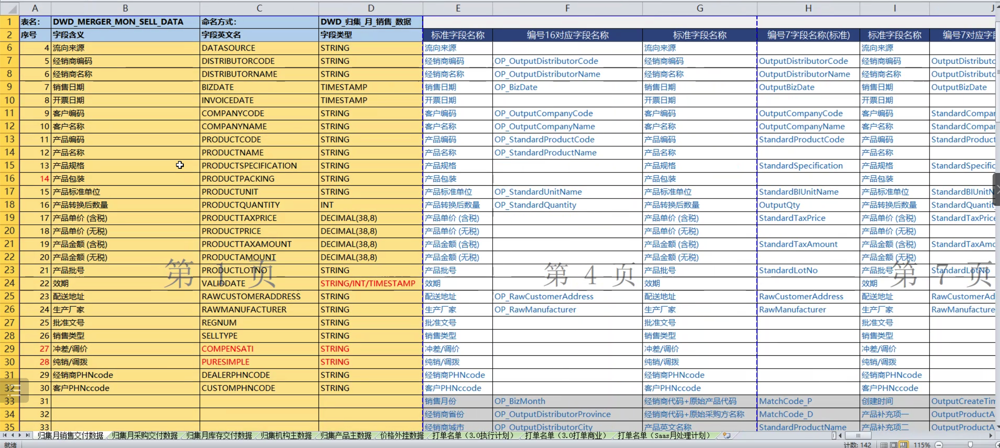 A B C D E F G H I J
1 表名: DWD_MERGER_MON_SELL_DATA 命名方式: DWD_归集_月_销售_数据
2 序号 字段含义 字段英文名 字段类型 标准字段名称 编号16对应字段名称 标准字段名称 编号7字段名称(标准) 标准字段名称 编号7对应字
6 4 流向来源 DATASOURCE STRING 流向来源 流向来源 流向来源
7 5 经销商编码 DISTRIBUTORCODE STRING 经销商编码 OP_OutputDistributorCode 经销商编码 OutputDistributorCode 经销商编码 OutputDistributc
8 6 经销商名称 DISTRIBUTORNAME STRING 经销商名称 OP_OutputDistributorName 经销商名称 OutputDistributorName 经销商名称 OutputDistributc
9 7 销售日期 BIZDATE TIMESTAMP 销售日期 OP_BizDate 销售日期 OutputBizDate 销售日期 OutputBizDate
10 8 开票日期 INVOICEDATE TIMESTAMP 开票日期 开票日期 开票日期
11 9 客户编码 COMPANYCODE STRING 客户编码 OP_OutputCompanyCode 客户编码 OutputCompanyCode 客户编码 StandardCompar
12 10 客户名称 COMPANYNAME STRING 客户名称 OP_OutputCompanyName 客户名称 OutputCompanyName 客户名称 StandardCompar
13 11 产品编码 PRODUCTCODE STRING 产品编码 OP_StandardProductCode 产品编码 StandardProductCode 产品编码 StandardProduct
14 12 产品名称 PRODUCTNAME STRING 产品名称 OP_StandardProductName 产品名称 产品名称
15 13 产品规格 PRODUCTSPECIFICATION STRING 产品规格 产品规格 StandardSpecification 产品规格 StandardSpecific
16 14 产品包装 PRODUCTPACKING STRING 产品包装 产品包装 产品包装
17 15 产品标准单位 PRODUCTUNIT STRING 产品标准单位 OP_StandardUnitName 产品标准单位 StandardBIUnitName 产品标准单位 StandardBIUnitN
18 16 产品转换后数量 PRODUCTQUANTITY INT 产品转换后数量 OP_StandardQuantity 产品转换后数量 OutputQty 产品转换后数量 StandardQuantit
19 17 产品单价 (含税) PRODUCTTAXPRICE DECIMAL(38,8) 产品单价 (含税) 产品单价 (含税) StandardTaxPrice 产品单价 (含税) StandardTaxPrice
20 18 产品单价 (无税) PRODUCTPRICE DECIMAL(38,8) 产品单价 (无税) 产品单价 (无税) 产品单价 (无税)
21 19 产品金额 (含税) PRODUCTTAXAMOUNT DECIMAL(38,8) 产品金额 (含税) 产品金额 (含税) StandardTaxAmount 产品金额 (含税) StandardTaxAmc
22 20 产品金额 (无税) PRODUCTAMOUNT DECIMAL(38,8) 产品金额 (无税) 产品金额 (无税) 产品金额 (无税)
第 1 页 第 4 页 第 7 页
23 21 产品批号 PRODUCTLOTNO STRING 产品批号 产品批号 StandardLotNo 产品批号 StandardLotNo
24 22 效期 VALIDDATE STRING/INT/TIMESTAMP 效期 效期 效期
25 23 配送地址 RAWCUSTOMERADDRESS STRING 配送地址 OP_RawCustomerAddress 配送地址 RawCustomerAddress 配送地址 RawCustomerAd
26 24 生产厂家 RAWMANUFACTURER STRING 生产厂家 OP_RawManufacturer 生产厂家 RawManufacturer 生产厂家 RawManufacture
27 25 批准文号 REGNUM STRING 批准文号 批准文号 批准文号
28 26 销售类型 SELLTYPE STRING 销售类型 销售类型 销售类型
29 27 冲差/调价 COMPENSATI STRING 冲差/调价 冲差/调价 冲差/调价
30 28 纯销/调拨 PURESIMPLE STRING 纯销/调拨 纯销/调拨 纯销/调拨
31 29 经销商PHNcode DEALERPHNCODE STRING 经销商PHNcode 经销商PHNcode 经销商PHNcode
32 30 客户PHNccode CUSTOMPHNCODE STRING 客户PHNccode 客户PHNccode 客户PHNccode
33 31 销售月份 OP_BizMonth 经销商代码+原始产品代码 MatchCode_P 创建时间 OutputCreateTim
34 32 经销商省份 OP_OutputDistributorProvince 经销商代码+原始采购方名称 MatchCode_D 产品补充项一 OutputProductA
35 33 经销商城市 OP_OutputDistributorCity 产品英文名称 StandardProductName 产品补充项二 OutputProductA
归集月销售交付数据 归集月采购交付数据 归集月库存交付数据 归集机构主数据 归集产品主数据 价格外挂数据 打单名单（3.0执行计划） 打单名单（3.0打单商业） 打单名单（Saas月处理计划）
就绪 计数: 142 115%